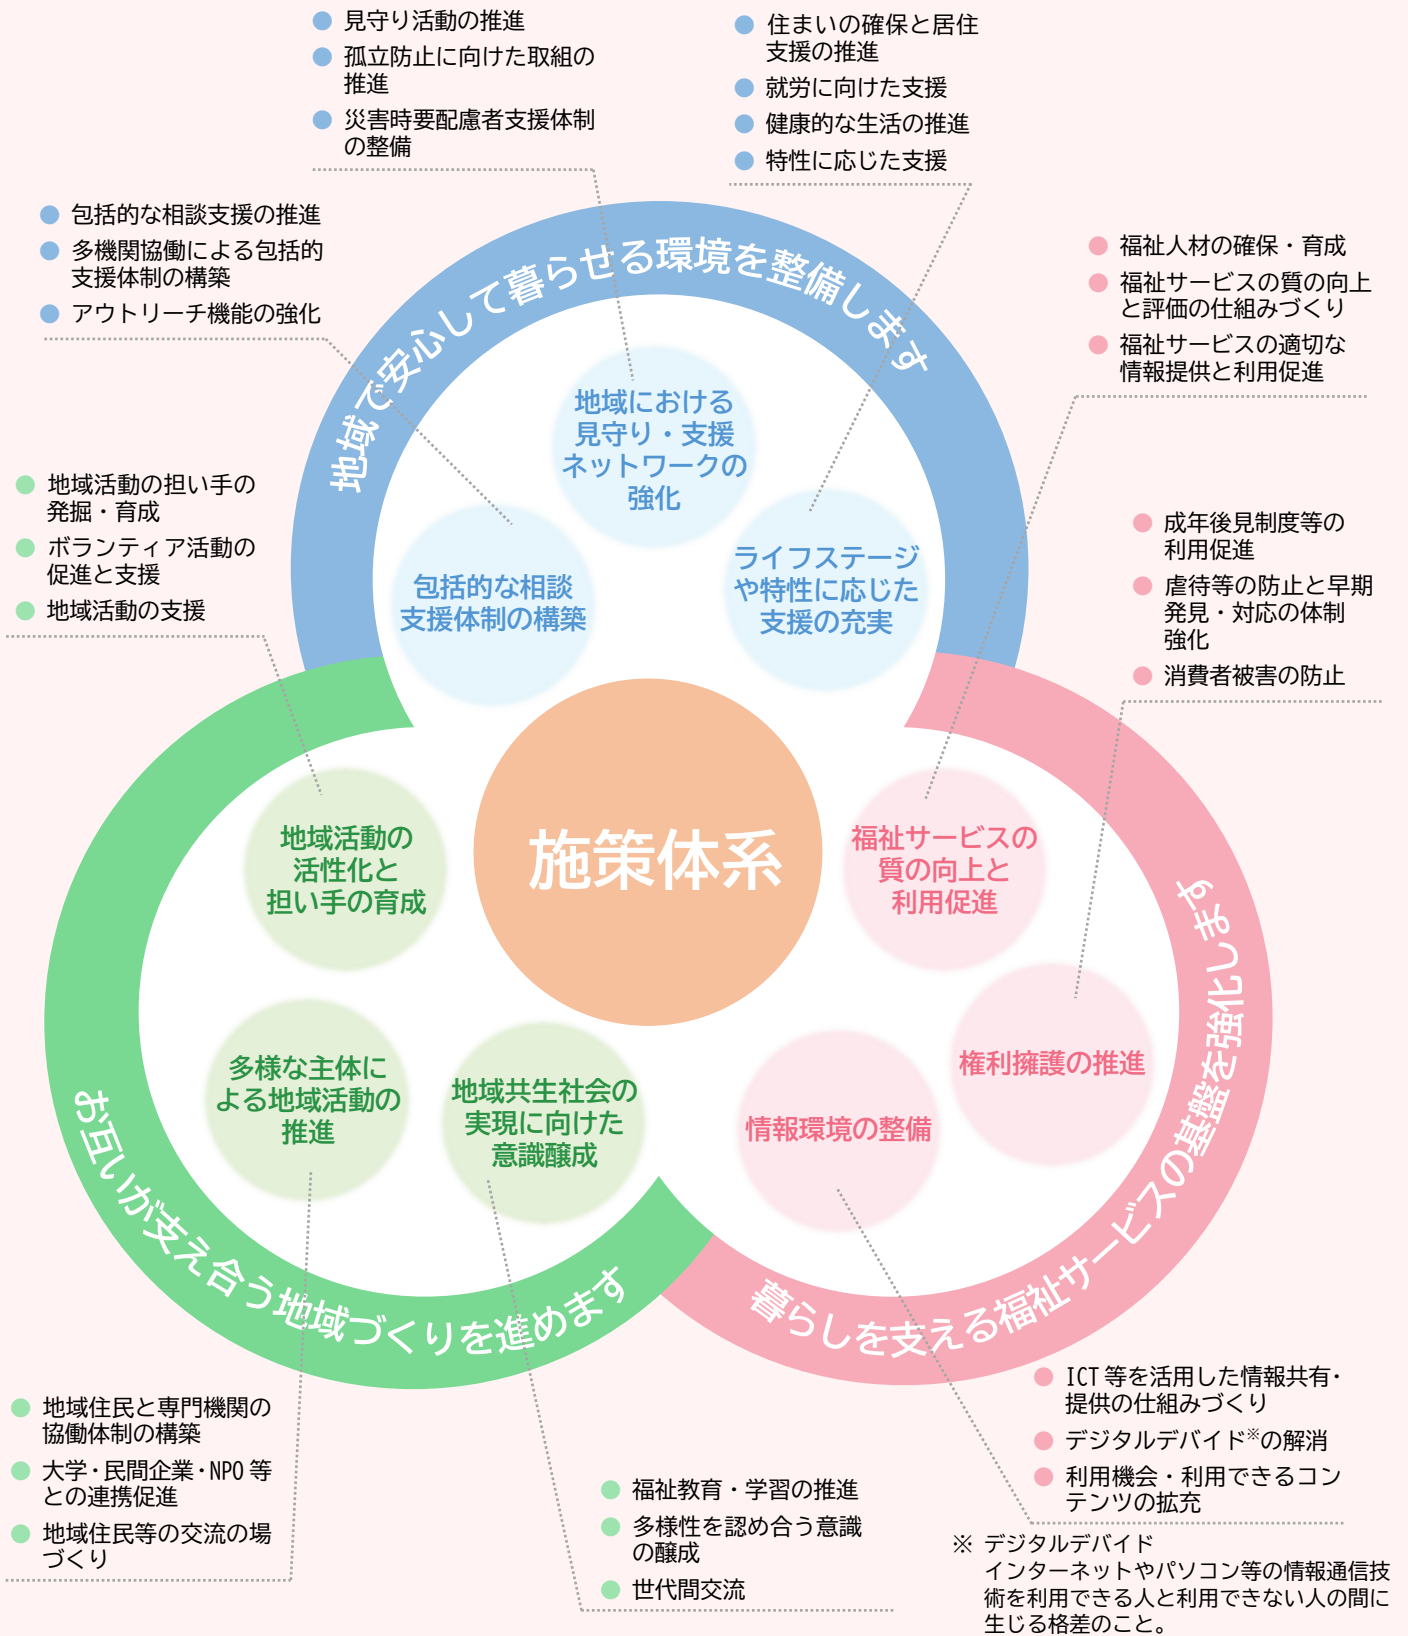 見守り活動の推進
孤立防止に向けた取組の
推進
災害時要配慮者支援体制
の整備
住まいの確保と居住
支援の推進
就労に向けた支援
健康的な生活の推進
特性に応じた支援
包括的な相談支援の推進
多機関協働による包括的
支援体制の構築
アウトリーチ機能の強化
福祉人材の確保・育成
福祉サービスの質の向上
と評価の仕組みづくり
福祉サービスの適切な
情報提供と利用促進
地域で安心して暮らせる環境を整備します
地域における
見守り・支援
ネットワークの
強化
包括的な相談
支援体制の構築
ライフステージ
や特性に応じた
支援の充実
地域活動の担い手の
発掘・育成
ボランティア活動の
促進と支援
地域活動の支援
成年後見制度等の
利用促進
虐待等の防止と早期
発見・対応の体制
強化
消費者被害の防止
施策体系
地域活動の
活性化と
担い手の育成
多様な主体に
よる地域活動の
推進
地域共生社会の
実現に向けた
意識醸成
お互いが支え合う地域づくりを進めます
福祉サービスの
質の向上と
利用促進
権利擁護の推進
情報環境の整備
暮らしを支える福祉サービスの基盤を強化します
地域住民と専門機関の
協働体制の構築
大学・民間企業・NPO 等
との連携促進
地域住民等の交流の場
づくり
福祉教育・学習の推進
多様性を認め合う意識
の醸成
世代間交流
ICT 等を活用した情報共有・
提供の仕組みづくり
デジタルデバイド※の解消
利用機会・利用できるコン
テンツの拡充
※ デジタルデバイド
インターネットやパソコン等の情報通信技
術を利用できる人と利用できない人の間に
生じる格差のこと。